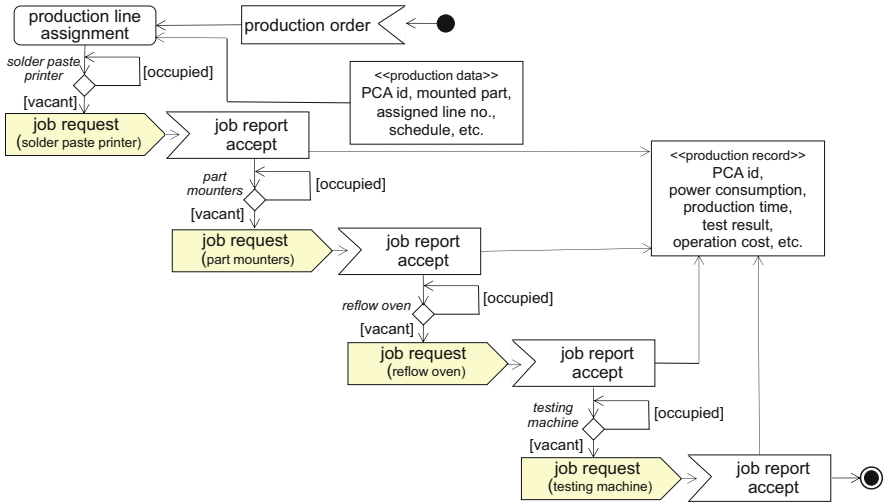 production line
assignment
production order
solder paste
printer
[occupied]
[vacant]
<<production data>>
PCA id, mounted part,
assigned line no.,
schedule, etc.
job request
(solder paste printer)
job report
accept
<<production record>>
PCA id,
power consumption,
production time,
test result,
operation cost, etc.
part
mounters
[occupied]
[vacant]
job request
(part mounters)
job report
accept
reflow oven
[occupied]
[vacant]
job request
(reflow oven)
job report
accept
testing
machine
[occupied]
[vacant]
job request
(testing machine)
job report
accept